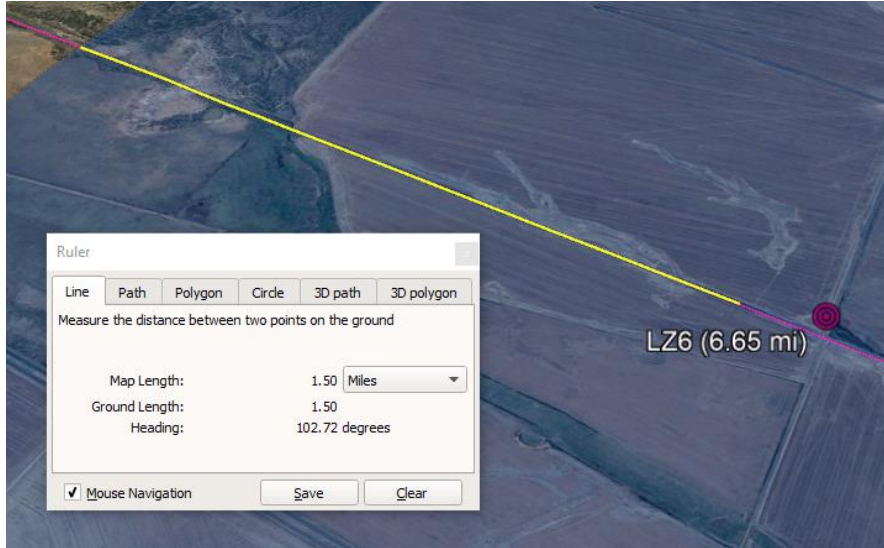 Ruler
Line Path Polygon Circle 3D path 3D polygon
Measure the distance between two points on the ground
Map Length: 1.50 Miles
Ground Length: 1.50
Heading: 102.72 degrees
Mouse Navigation Save Clear
LZ6 (6.65 mi)